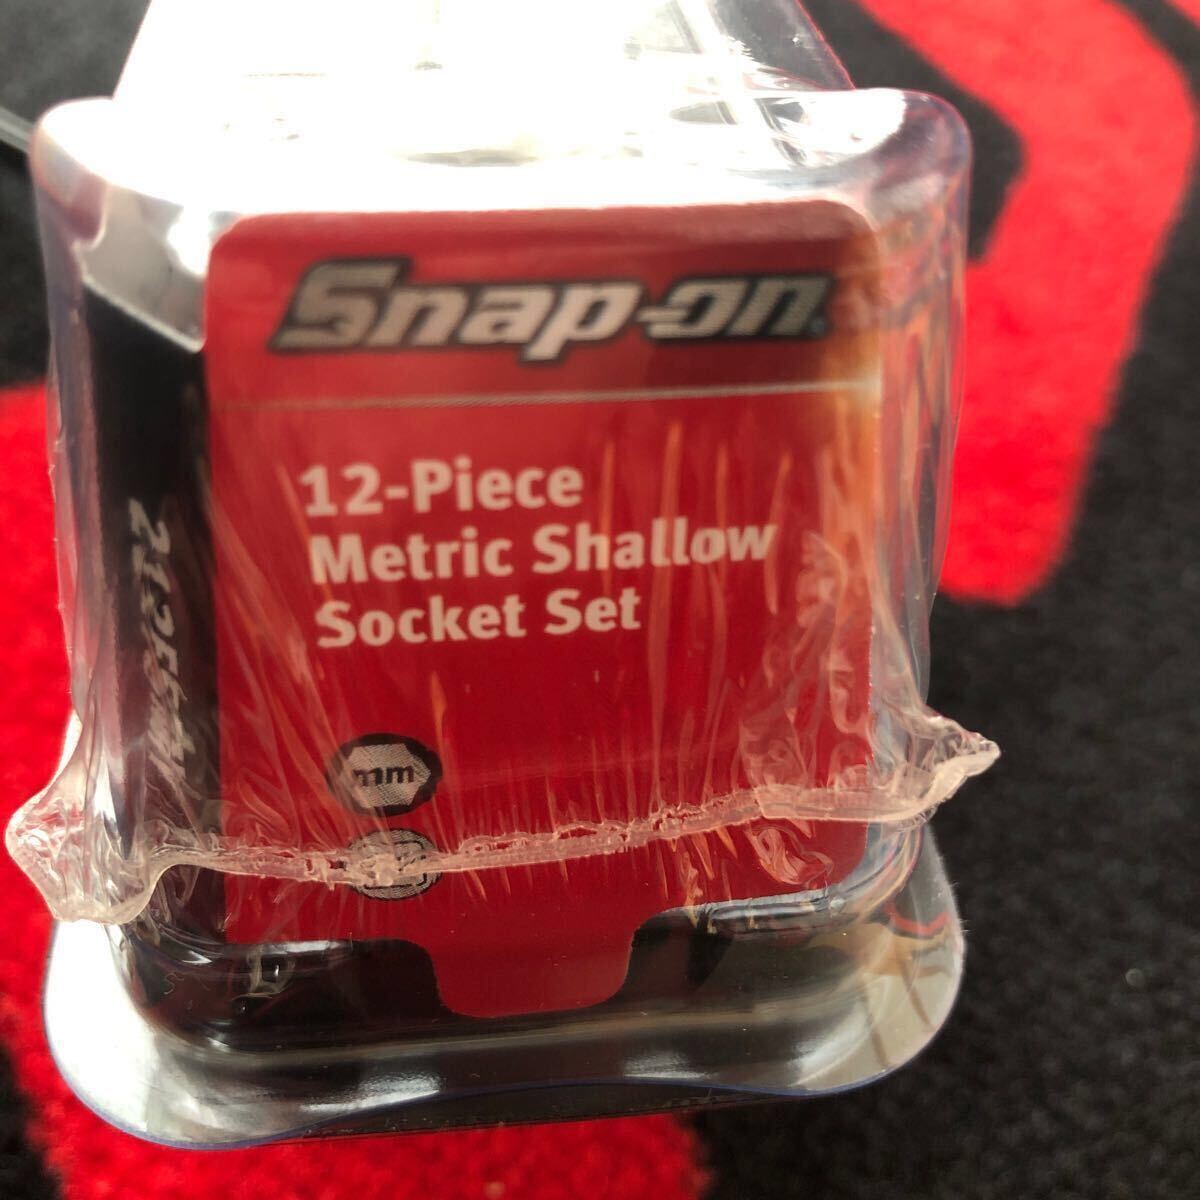 Snap-on
12-Piece
Metric Shallow
Socket Set
mm